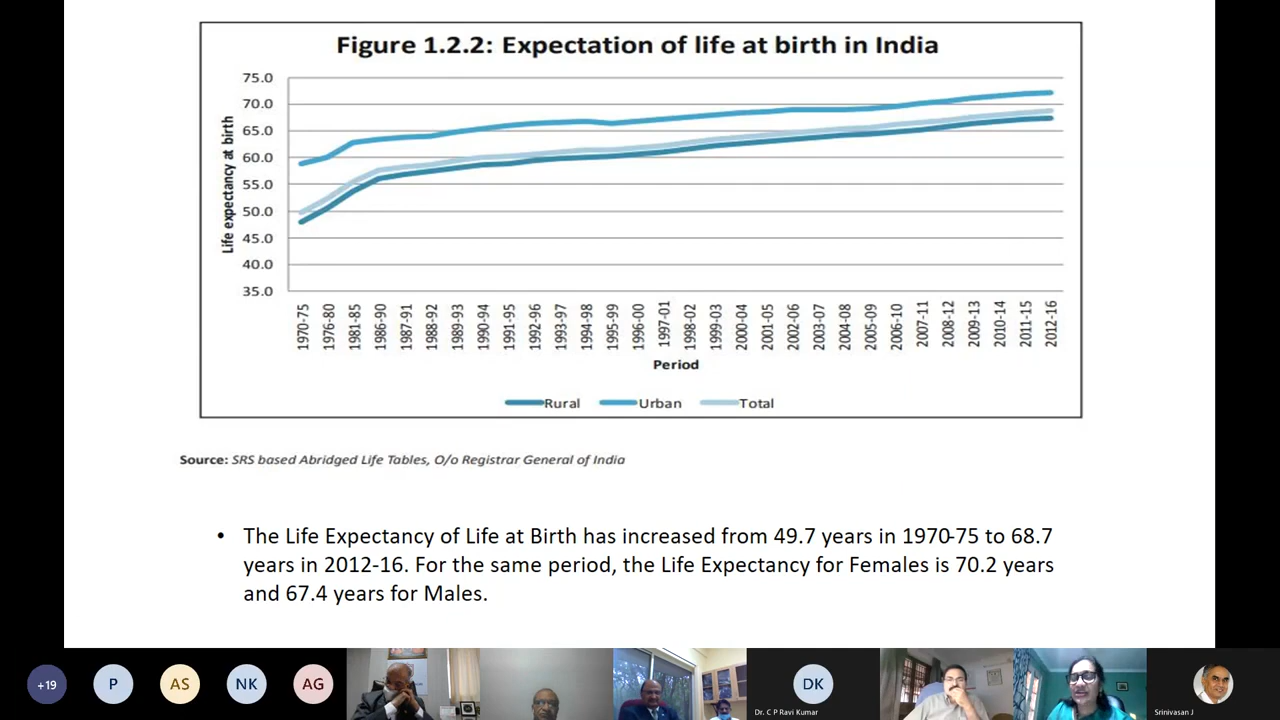 Figure 1.2.2: Expectation of life at birth in India
75.0
70.0
65.0
60.0
55.0
50.0
45.0
40.0
35.0
Life expectancy at birth
1970-75
1976-80
1981-85
1986-90
1987-91
1988-92
1989-93
1990-94
1991-95
1992-96
1993-97
1994-98
1995-99
1996-00
1997-01
1998-02
1999-03
2000-04
2001-05
2002-06
2003-07
2004-08
2005-09
2006-10
2007-11
2008-12
2009-13
2010-14
2011-15
2012-16
Period
Rural Urban Total
Source: SRS based Abridged Life Tables, O/o Registrar General of India
• The Life Expectancy of Life at Birth has increased from 49.7 years in 1970-75 to 68.7
years in 2012-16. For the same period, the Life Expectancy for Females is 70.2 years
and 67.4 years for Males.
+19
P
AS
NK
AG
DK
Dr. C P Ravi Kumar
Srinivasan J